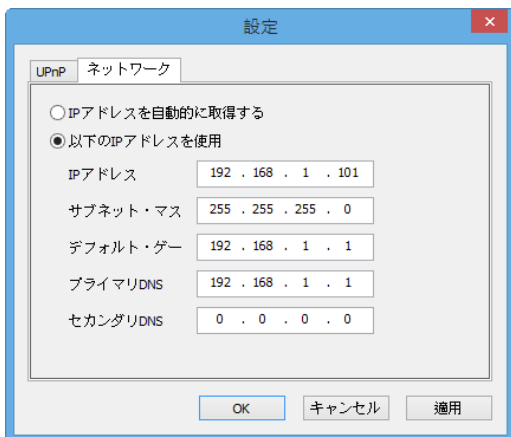 設定
UPnP ネットワーク
IPアドレスを自動的に取得する
以下のIPアドレスを使用
IPアドレス 192 . 168 . 1 . 101
サブネット・マス 255 . 255 . 255 . 0
デフォルト・ゲー 192 . 168 . 1 . 1
プライマリDNS 192 . 168 . 1 . 1
セカンダリDNS 0 . 0 . 0 . 0
OK キャンセル 適用